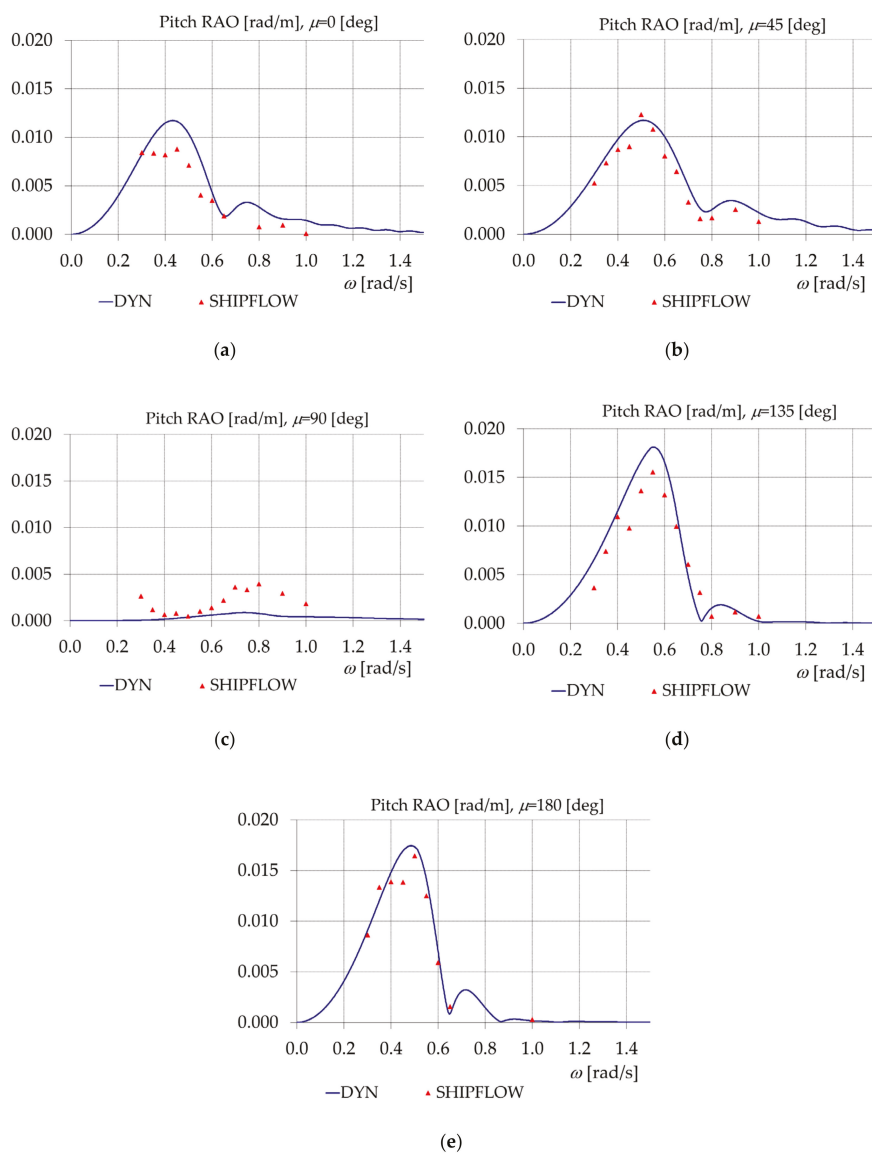 Pitch RAO [rad/m], μ=0 [deg]
0.020
0.015
0.010
0.005
0.000
0.0 0.2 0.4 0.6 0.8 1.0 1.2 1.4
ω [rad/s]
DYN SHIPFLOW
(a)
Pitch RAO [rad/m], μ=45 [deg]
0.020
0.015
0.010
0.005
0.000
0.0 0.2 0.4 0.6 0.8 1.0 1.2 1.4
ω [rad/s]
DYN SHIPFLOW
(b)
Pitch RAO [rad/m], μ=90 [deg]
0.020
0.015
0.010
0.005
0.000
0.0 0.2 0.4 0.6 0.8 1.0 1.2 1.4
ω [rad/s]
DYN SHIPFLOW
(c)
Pitch RAO [rad/m], μ=135 [deg]
0.020
0.015
0.010
0.005
0.000
0.0 0.2 0.4 0.6 0.8 1.0 1.2 1.4
ω [rad/s]
DYN SHIPFLOW
(d)
Pitch RAO [rad/m], μ=180 [deg]
0.020
0.015
0.010
0.005
0.000
0.0 0.2 0.4 0.6 0.8 1.0 1.2 1.4
ω [rad/s]
DYN SHIPFLOW
(e)